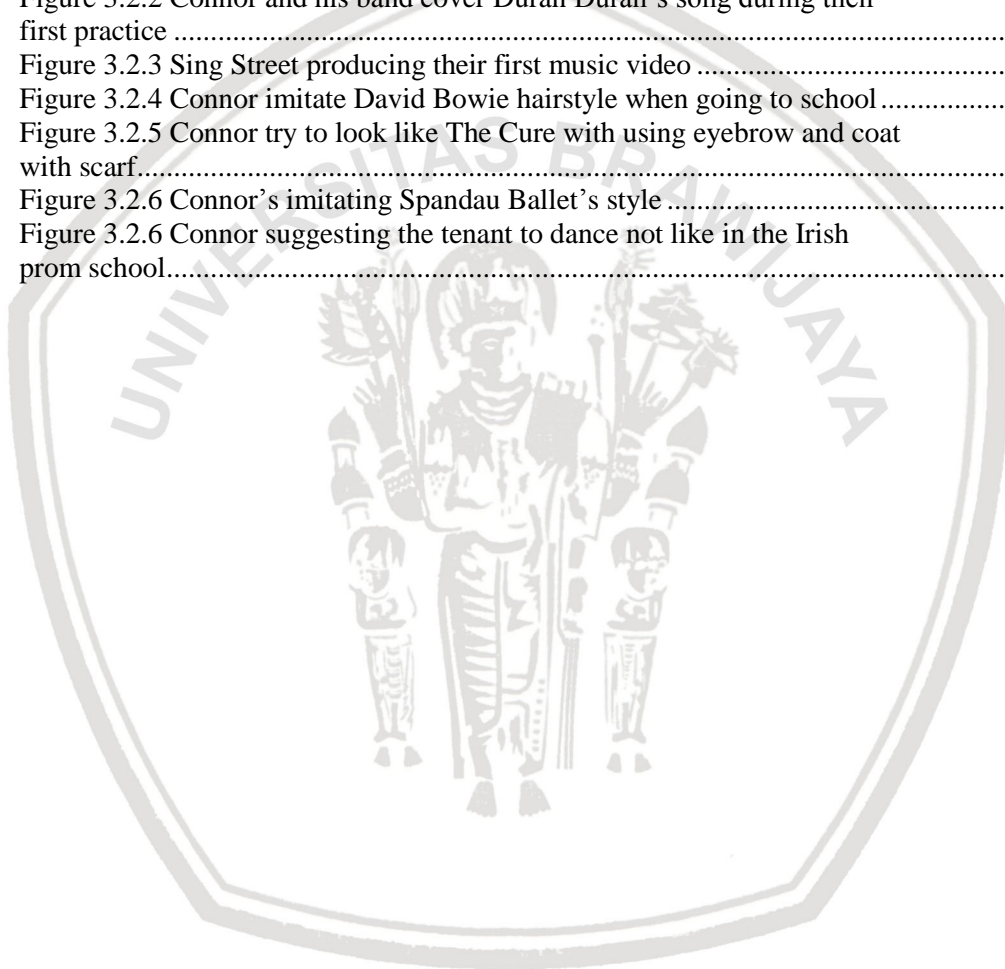 Figure 3.2.2 Connor and his band cover Duran Duran's song during their
first practice ....................................................................................................
Figure 3.2.3 Sing Street producing their first music video ....................................
Figure 3.2.4 Connor imitate David Bowie hairstyle when going to school ..............
Figure 3.2.5 Connor try to look like The Cure with using eyebrow and coat
with scarf.........................................................................................................
Figure 3.2.6 Connor's imitating Spandau Ballet's style .......................................
Figure 3.2.6 Connor suggesting the tenant to dance not like in the Irish
prom school.....................................................................................................
UNIVERSITAS BRAWIJAYA